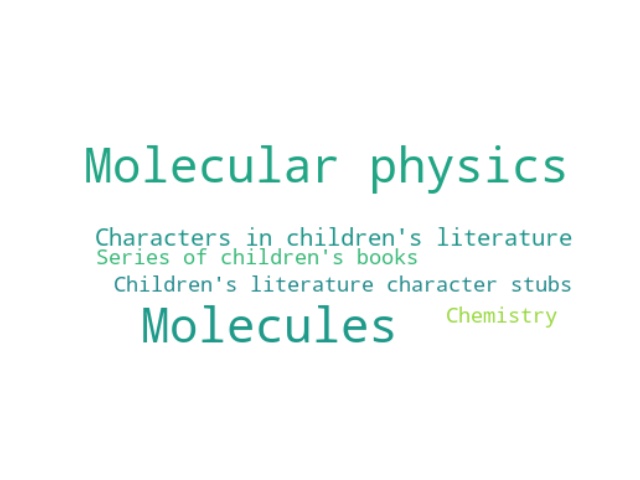 Molecular physics
Characters in children's literature
Series of children's books
Children's literature character stubs
Molecules
Chemistry